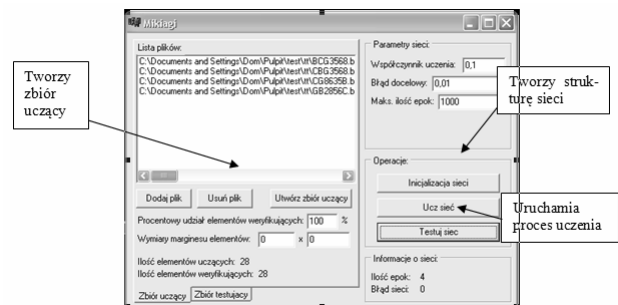 Mikiagi
Lista plików:
C:\Documents and Settings\Dom\Pulpit\test\tt\BCG3568.b
C:\Documents and Settings\Dom\Pulpit\test\tt\CBG3568.b
C:\Documents and Settings\Dom\Pulpit\test\tt\CG8635B.b
C:\Documents and Settings\Dom\Pulpit\test\tt\GB2856C.b
Dodaj plik
Usuń plik
Utwórz zbiór uczący
Procentowy udział elementów weryfikujących: 100 %
Wymiary marginesu elementów: 0 x 0
Ilość elementów uczących: 28
Ilość elementów weryfikujących: 28
Zbiór uczący
Zbiór testujący
Parametry sieci:
Współczynnik uczenia: 0,1
Błąd docelowy: 0,01
Maks. ilość epok: 1000
Operacje:
Inicjalizacja sieci
Ucz sieć
Testuj siec
Informacje o sieci:
Ilość epok: 4
Błąd sieci: 0
Tworzy
zbiór
uczący
Tworzy struk-
turę sieci
Uruchamia
proces uczenia